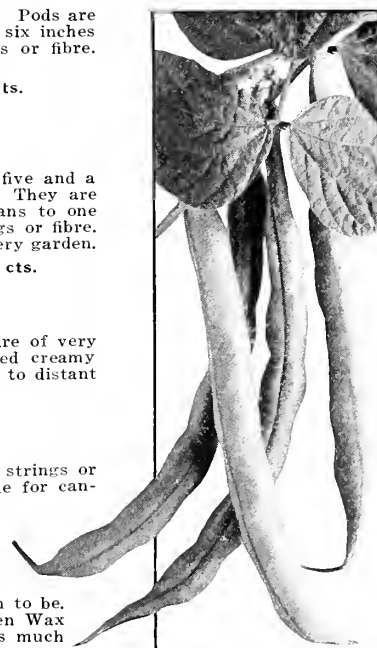 Pods are
six inches
s or fibre.
ts.
five and a
They are
ans to one
gs or fibre.
ery garden.
cts.
are of very
ed creamy
to distant
strings or
e for can-
n to be.
en Wax
s much